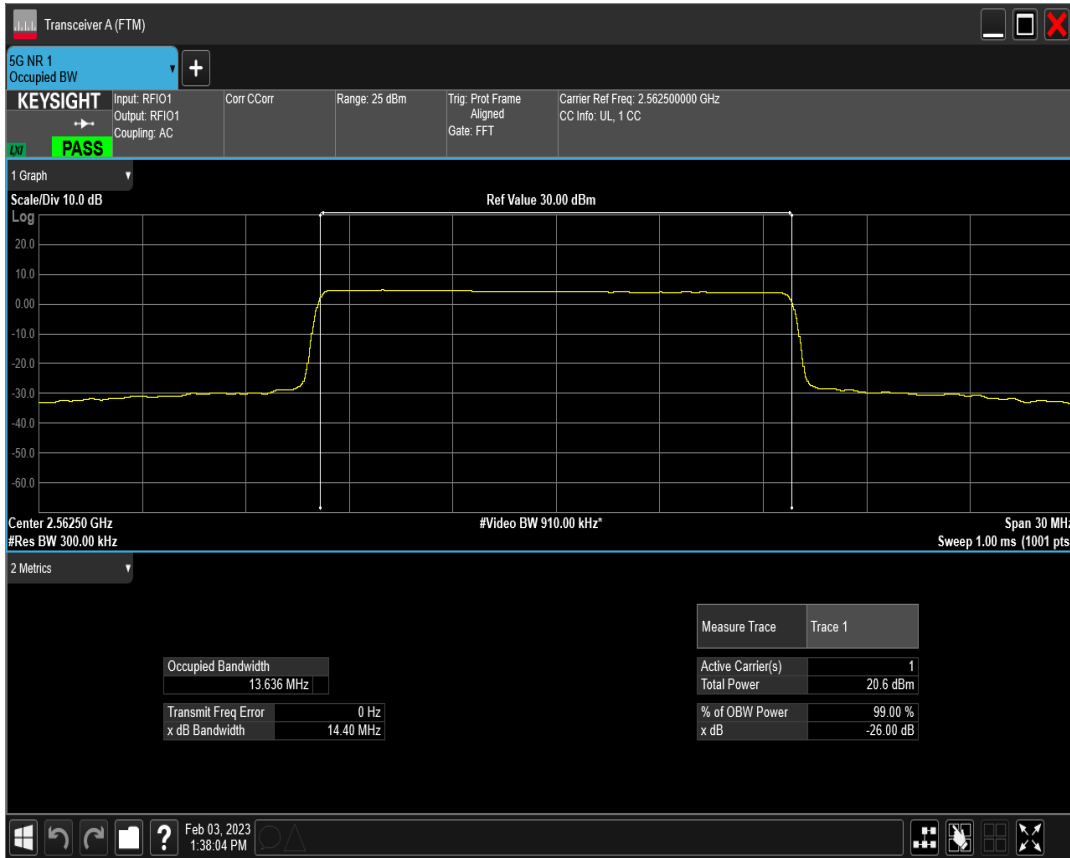 Transceiver A (FTM)
5G NR 1
Occupied BW
+
KEYSIGHT
LXI
PASS
Input: RFIO1
Output: RFIO1
Coupling: AC
Corr CCorr
Range: 25 dBm
Trig: Prot Frame
Aligned
Gate: FFT
Carrier Ref Freq: 2.562500000 GHz
CC Info: UL, 1 CC
1 Graph
Scale/Div 10.0 dB
Ref Value 30.00 dBm
Log
20.0
10.0
0.00
-10.0
-20.0
-30.0
-40.0
-50.0
-60.0
Center 2.56250 GHz
#Video BW 910.00 kHz*
Span 30 MHz
#Res BW 300.00 kHz
Sweep 1.00 ms (1001 pts
2 Metrics
Measure Trace Trace 1
Occupied Bandwidth
13.636 MHz
Active Carrier(s) 1
Total Power 20.6 dBm
Transmit Freq Error 0 Hz
x dB Bandwidth 14.40 MHz
% of OBW Power 99.00 %
x dB -26.00 dB
?
Feb 03, 2023
1:38:04 PM